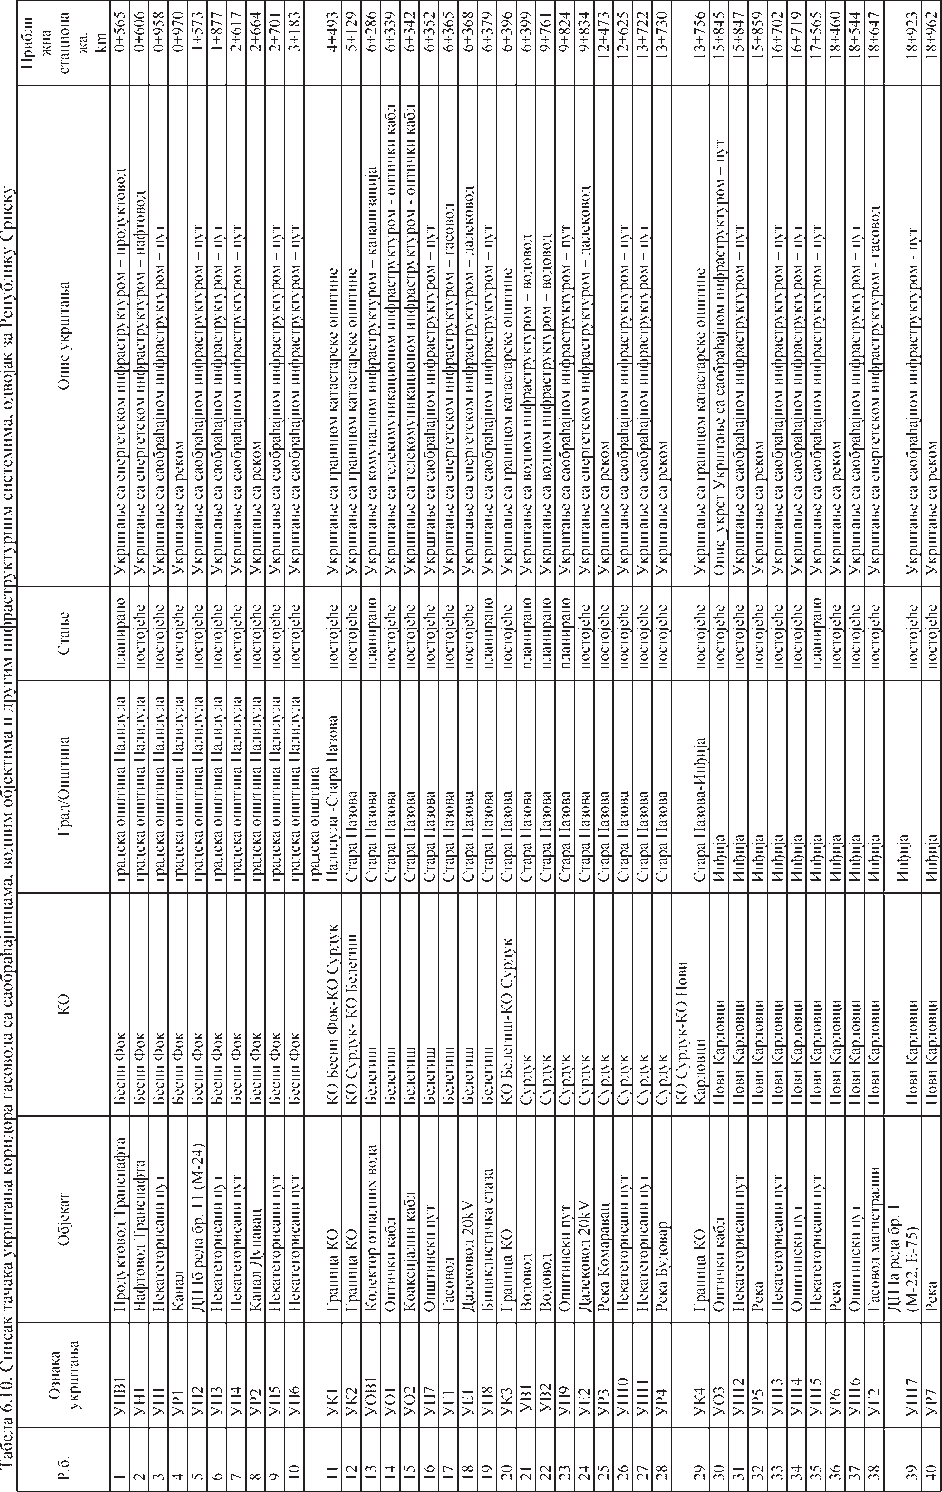 Табела 6.10. Списак тачака укрштања коридора гасовода са саобраћајницама, водним објектима и другим инфраструктурним системима, одвојак за Републику Српску
Р.б. Ознака укрштања Објекат КО Град/Општина Стање Опис укрштања Приближна стационажа, km
1 УПВ1 Продуктовод Транснафта Бесни Фок градска општина Палилула планирано Укрштање са енергетском инфраструктуром – продуктовод 0+565
2 УН1 Нафтовод Транснафта Бесни Фок градска општина Палилула постојеће Укрштање са енергетском инфраструктуром – нафтовод 0+606
3 УП1 Некатегорисани пут Бесни Фок градска општина Палилула постојеће Укрштање са саобраћајном инфраструктуром – пут 0+958
4 УР1 Канал Бесни Фок градска општина Палилула постојеће Укрштање са реком 0+970
5 УП2 ДП Iб реда бр. 11 (М-24) Бесни Фок градска општина Палилула постојеће Укрштање са саобраћајном инфраструктуром – пут 1+573
6 УП3 Некатегорисани пут Бесни Фок градска општина Палилула постојеће Укрштање са саобраћајном инфраструктуром – пут 1+877
7 УП4 Некатегорисани пут Бесни Фок градска општина Палилула постојеће Укрштање са саобраћајном инфраструктуром – пут 2+617
8 УР2 Канал Дунавац Бесни Фок градска општина Палилула постојеће Укрштање са реком 2+664
9 УП5 Некатегорисани пут Бесни Фок градска општина Палилула постојеће Укрштање са саобраћајном инфраструктуром – пут 2+701
10 УП6 Некатегорисани пут Бесни Фок градска општина Палилула постојеће Укрштање са саобраћајном инфраструктуром – пут 3+183
11 УК1 Граница КО КО Бесни Фок-КО Сурдук градска општина Палилула -Стара Пазова постојеће Укрштање са границом катастарске општине 4+493
12 УК2 Граница КО КО Сурдук- КО Белегиш Стара Пазова постојеће Укрштање са границом катастарске општине 5+129
13 УОВ1 Колектор отпадних вода Белегиш Стара Пазова планирано Укрштање са комуналном инфраструктуром – канализација 6+286
14 УО1 Оптички кабл Белегиш Стара Пазова постојеће Укрштање са телекомуникационом инфраструктуром - оптички кабл 6+339
15 УО2 Коаксијални кабл Белегиш Стара Пазова постојеће Укрштање са телекомуникационом инфраструктуром - оптички кабл 6+342
16 УП7 Општински пут Белегиш Стара Пазова постојеће Укрштање са саобраћајном инфраструктуром – пут 6+352
17 УГ1 Гасовод Белегиш Стара Пазова постојеће Укрштање са енергетском инфраструктуром – гасовод 6+365
18 УЕ1 Далековод 20kV Белегиш Стара Пазова постојеће Укрштање са енергетском инфраструктуром – далековод 6+368
19 УП8 Бициклистичка стаза Белегиш Стара Пазова планирано Укрштање са саобраћајном инфраструктуром – пут 6+379
20 УК3 Граница КО КО Белегиш-КО Сурдук Стара Пазова постојеће Укрштање са границом катастарске општине 6+396
21 УВ1 Водовод Сурдук Стара Пазова планирано Укрштање са водном инфраструктуром – водовод 6+399
22 УВ2 Водовод Сурдук Стара Пазова планирано Укрштање са водном инфраструктуром – водовод 9+761
23 УП9 Општински пут Сурдук Стара Пазова планирано Укрштање са саобраћајном инфраструктуром – пут 9+824
24 УЕ2 Далековод 20kV Сурдук Стара Пазова постојеће Укрштање са енергетском инфраструктуром – далековод 9+834
25 УР3 Река Комаравац Сурдук Стара Пазова постојеће Укрштање са реком 12+473
26 УП10 Некатегорисани пут Сурдук Стара Пазова постојеће Укрштање са саобраћајном инфраструктуром – пут 12+625
27 УП11 Некатегорисани пут Сурдук Стара Пазова постојеће Укрштање са саобраћајном инфраструктуром – пут 13+722
28 УР4 Река Будовар Сурдук Стара Пазова постојеће Укрштање са реком 13+730
29 УК4 Граница КО КО Сурдук-КО Нови Карловци Стара Пазова-Инђија постојеће Укрштање са границом катастарске општине 13+756
30 УО3 Оптички кабл Нови Карловци Инђија постојеће Опис_укрст Укрштање са саобраћајном инфраструктуром – пут 15+845
31 УП12 Некатегорисани пут Нови Карловци Инђија постојеће Укрштање са саобраћајном инфраструктуром – пут 15+847
32 УР5 Река Нови Карловци Инђија постојеће Укрштање са реком 15+859
33 УП13 Некатегорисани пут Нови Карловци Инђија постојеће Укрштање са саобраћајном инфраструктуром – пут 16+702
34 УП14 Општински пут Нови Карловци Инђија постојеће Укрштање са саобраћајном инфраструктуром – пут 16+719
35 УП15 Некатегорисани пут Нови Карловци Инђија планирано Укрштање са саобраћајном инфраструктуром – пут 17+565
36 УР6 Река Нови Карловци Инђија постојеће Укрштање са реком 18+460
37 УП16 Општински пут Нови Карловци Инђија постојеће Укрштање са саобраћајном инфраструктуром – пут 18+544
38 УГ2 Гасовод магистрални Нови Карловци Инђија постојеће Укрштање са енергетском инфраструктуром - гасовод 18+647
39 УП17 ДП Iа реда бр. 1 (М-22, Е-75) Нови Карловци Инђија постојеће Укрштање са саобраћајном инфраструктуром - пут 18+923
40 УР7 Река Нови Карловци Инђија постојеће Укрштање са реком 18+962